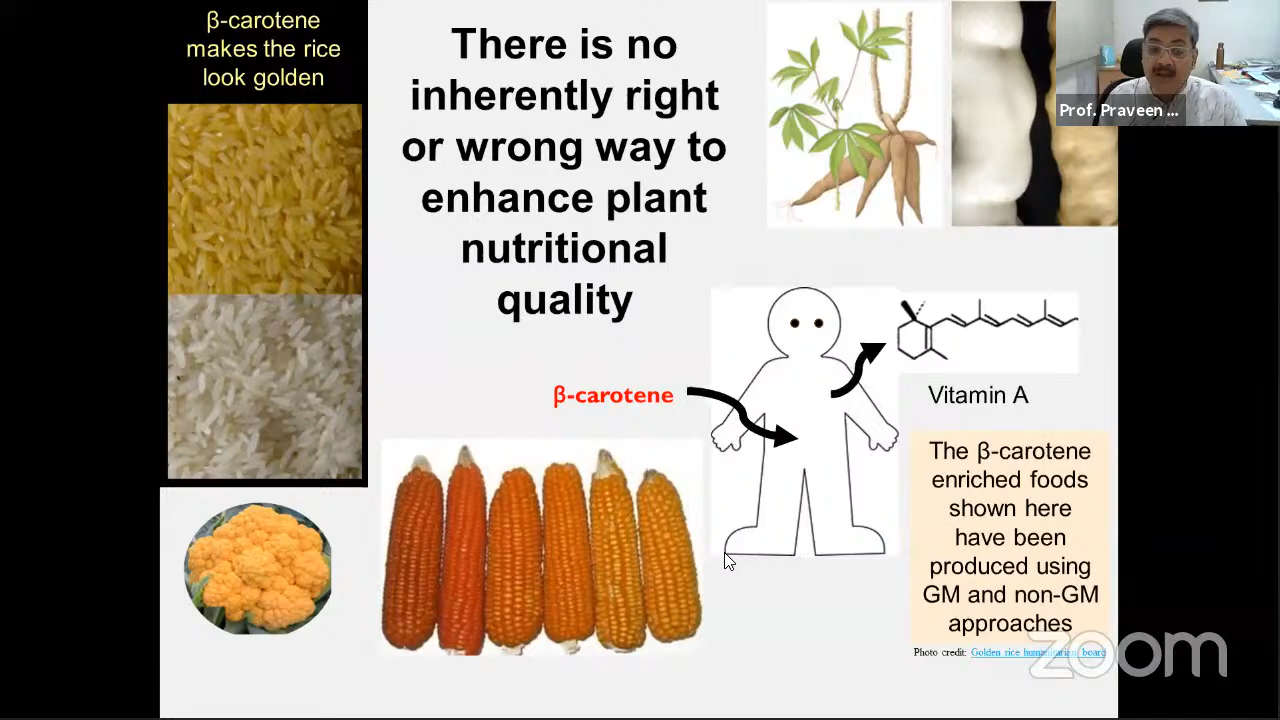 β-carotene
makes the rice
look golden
There is no
inherently right
or wrong way to
enhance plant
nutritional
quality
Prof. Praveen ...
β-carotene
Vitamin A
The β-carotene
enriched foods
shown here
have been
produced using
GM and non-GM
approaches
Photo credit: Golden rice humanitarian board
zoom